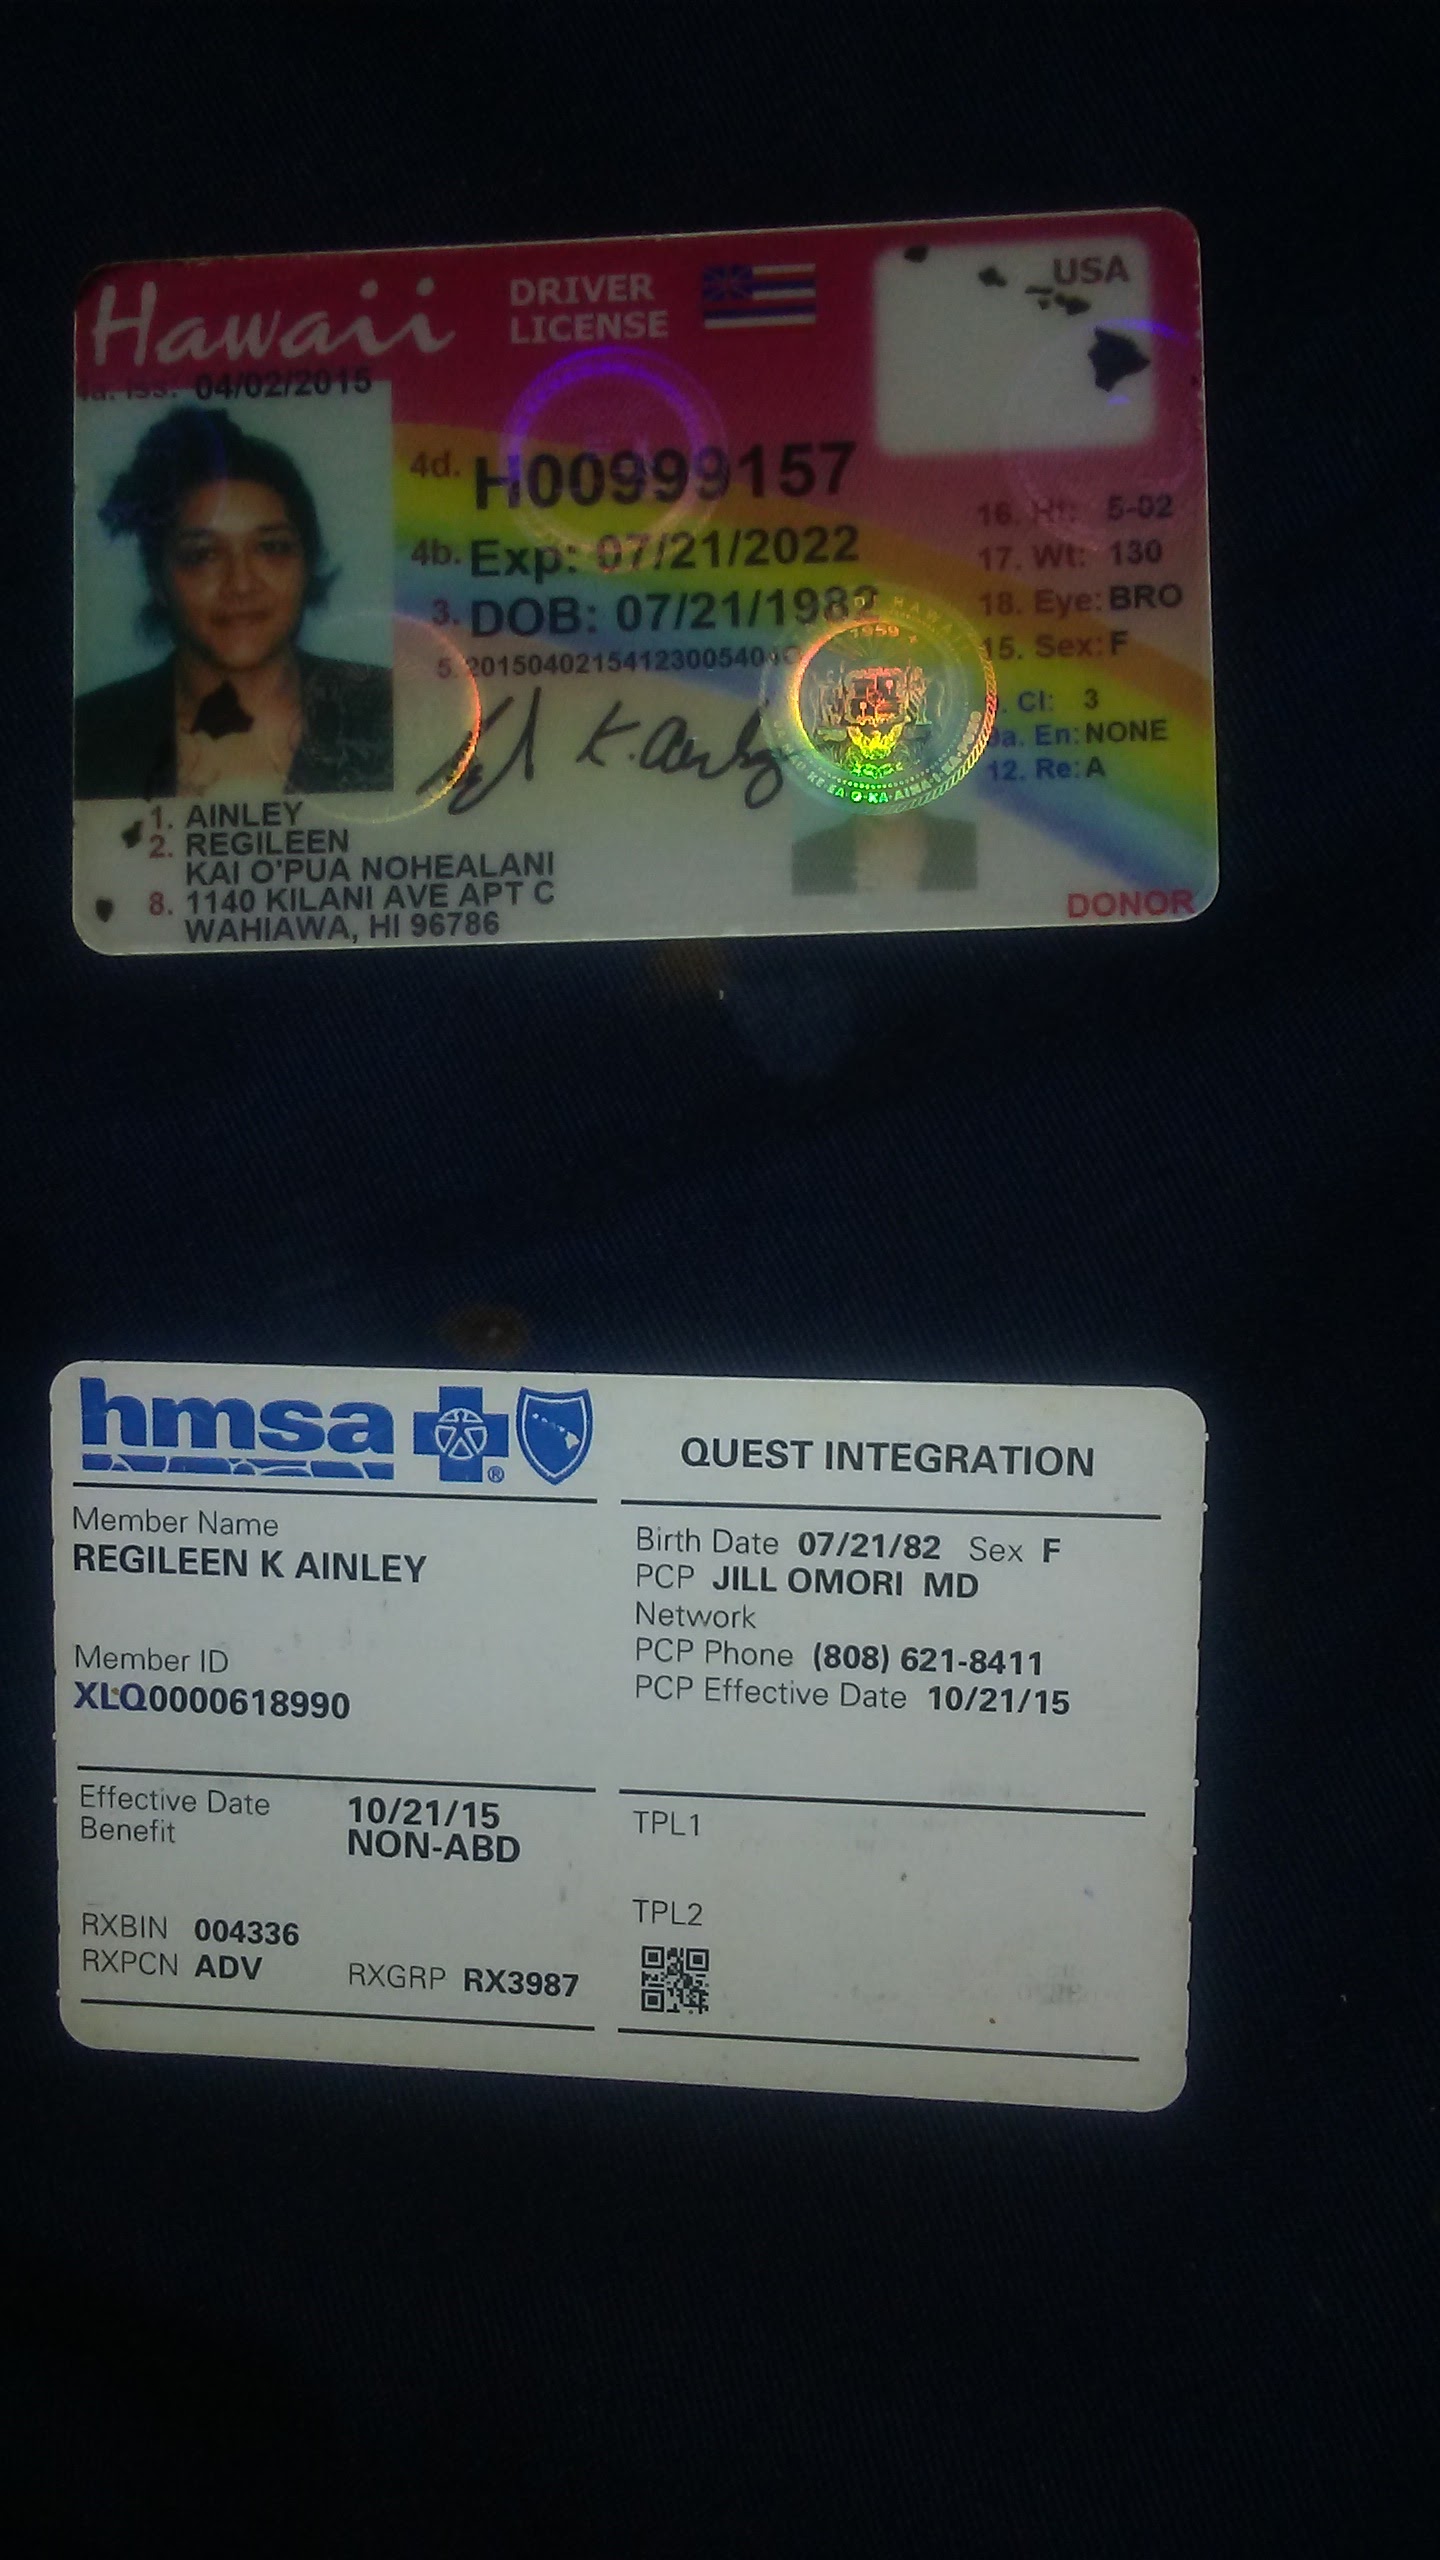 Hawaii
DRIVER
LICENSE
USA
4a. Iss: 04/02/2015
4d. H00999157
4b. Exp: 07/21/2022
3. DOB: 07/21/1982
16. Ht: 5-02
17. Wt: 130
18. Eye: BRO
15. Sex: F
Cl: 3
9a. En: NONE
12. Re: A
1. AINLEY
2. REGILEEN
KAI O'PUA NOHEALANI
8. 1140 KILANI AVE APT C
WAHIAWA, HI 96786
DONOR
hmsa
QUEST INTEGRATION
Member Name
REGILEEN K AINLEY
Member ID
XLQ0000618990
Birth Date 07/21/82 Sex F
PCP JILL OMORI MD
Network
PCP Phone (808) 621-8411
PCP Effective Date 10/21/15
Effective Date 10/21/15
Benefit NON-ABD
RXBIN 004336
RXPCN ADV RXGRP RX3987
TPL1
TPL2